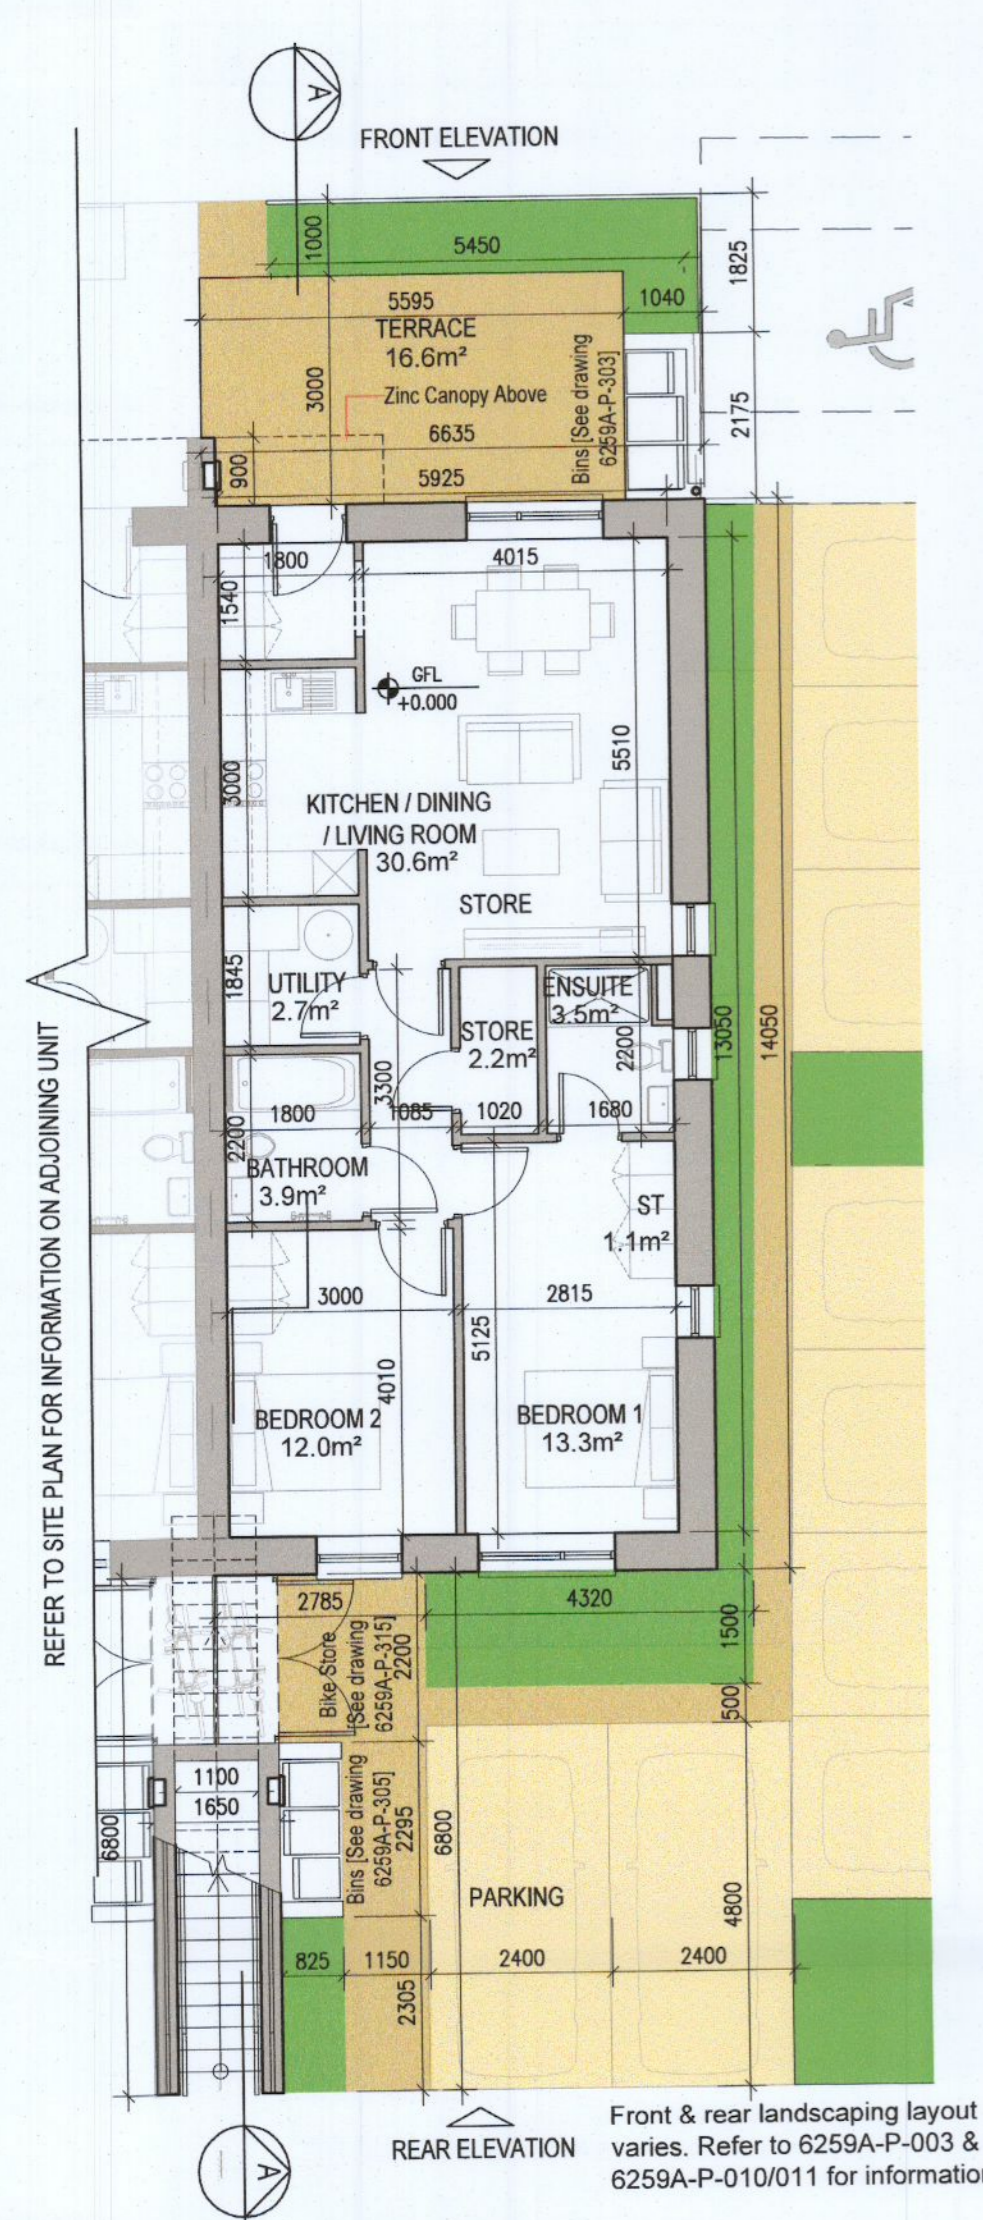 A
FRONT ELEVATION
1000
5450
1825
5595
1040
TERRACE
16.6m²
3000
Zinc Canopy Above
Bins [See drawing
6259A-P-303]
2175
6635
900
5925
1800
4015
1540
GFL
+0.000
5510
3000
KITCHEN / DINING
/ LIVING ROOM
30.6m²
STORE
1845
UTILITY
2.7m²
ENSUITE
3.5m²
STORE
2.2m²
2200
13050
14050
3300
1800
1085
1020
1680
2200
BATHROOM
3.9m²
ST
1.1m²
3000
2815
5125
4010
BEDROOM 2
12.0m²
BEDROOM 1
13.3m²
REFER TO SITE PLAN FOR INFORMATION ON ADJOINING UNIT
2785
4320
1500
Bike Store
[See drawing
6259A-P-315]
2200
500
1100
1650
Bins [See drawing
6259A-P-305]
2295
6800
6800
PARKING
4800
825
1150
2400
2400
2305
REAR ELEVATION
A
Front & rear landscaping layout
varies. Refer to 6259A-P-003 &
6259A-P-010/011 for information